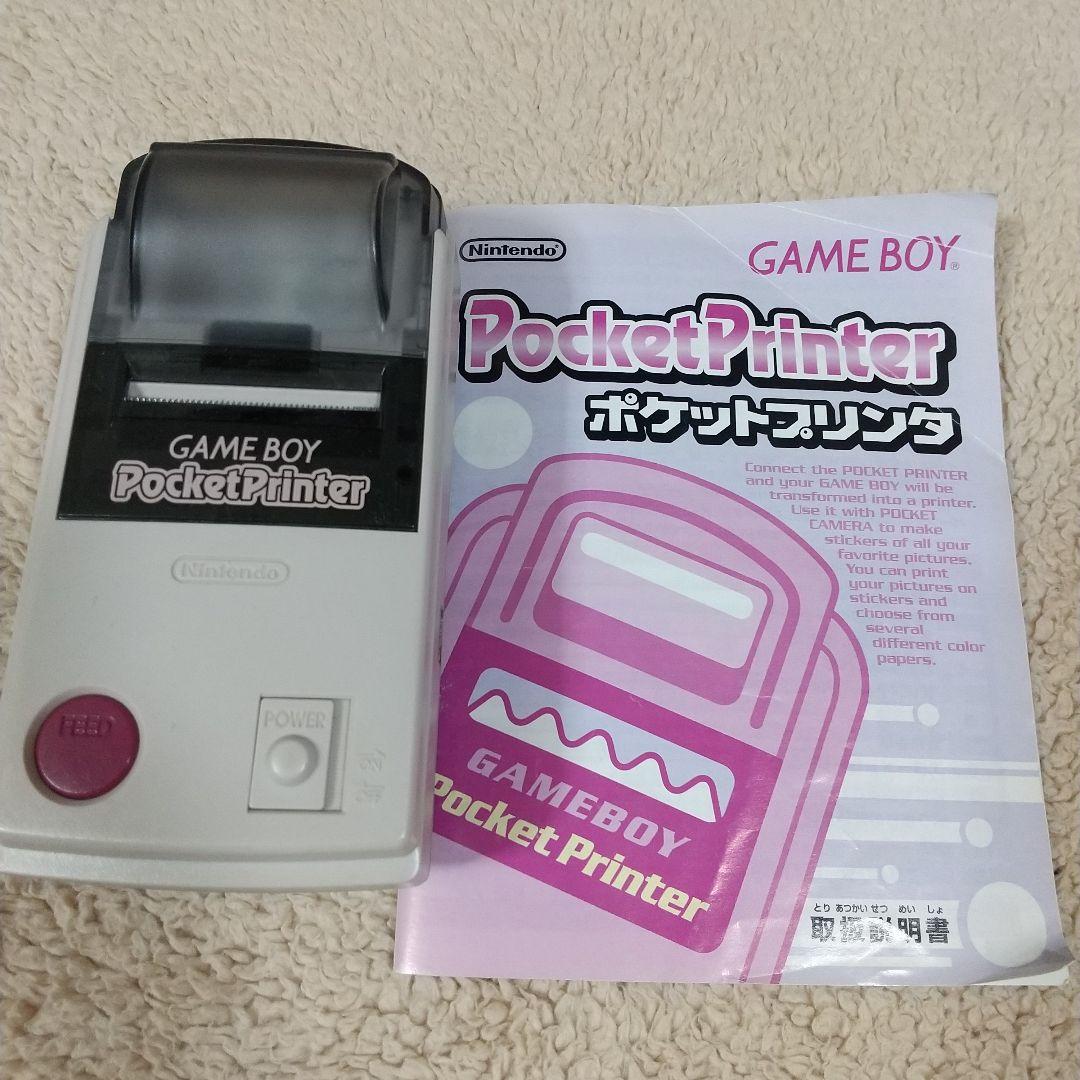 GAME BOY
PocketPrinter
Nintendo
FEED
POWER
切
入
Nintendo®
GAME BOY®
PocketPrinter
ポケットプリンタ
Connect the POCKET PRINTER
and your GAME BOY will be
transformed into a printer.
Use it with POCKET
CAMERA to make
stickers of all your
favorite pictures.
You can print
your pictures on
stickers and
choose from
several
different color
papers.
GAMEBOY
Pocket Printer
とりあつかいせつめいしょ
取扱説明書